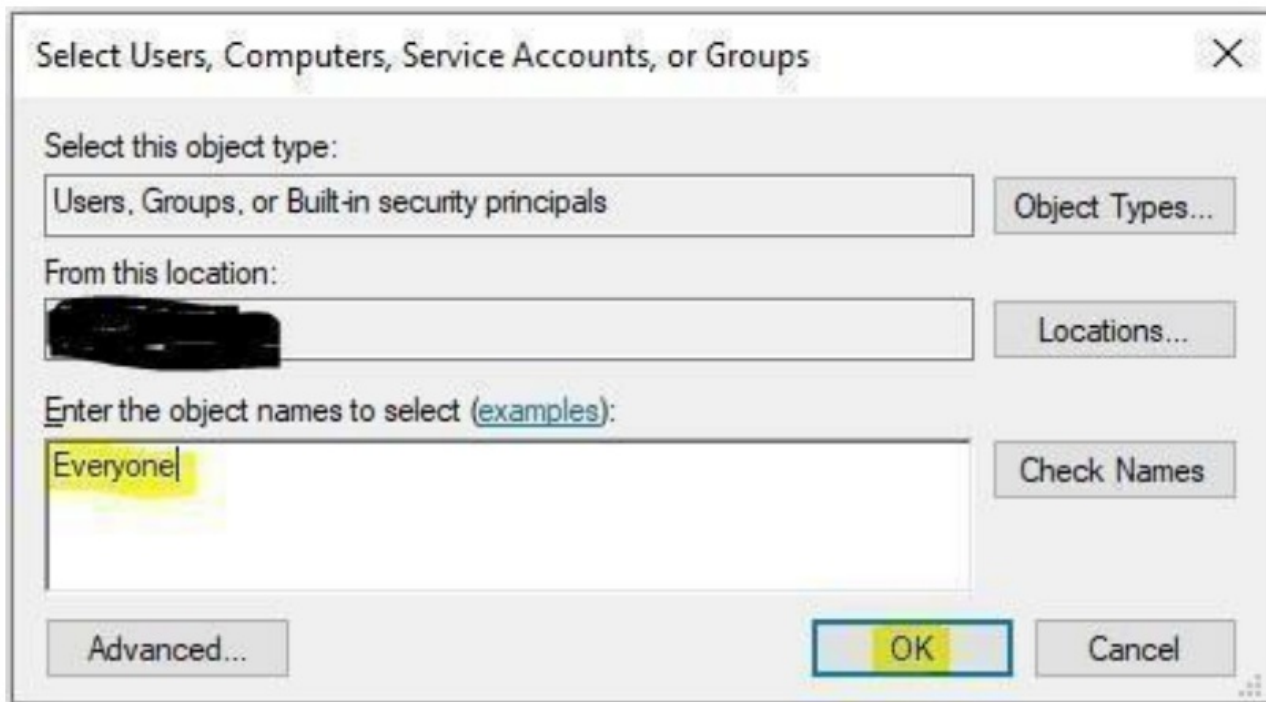 Select Users, Computers, Service Accounts, or Groups
Select this object type:
Users, Groups, or Built-in security principals
Object Types...
From this location:
Locations...
Enter the object names to select (examples):
Everyone
Check Names
Advanced...
OK
Cancel